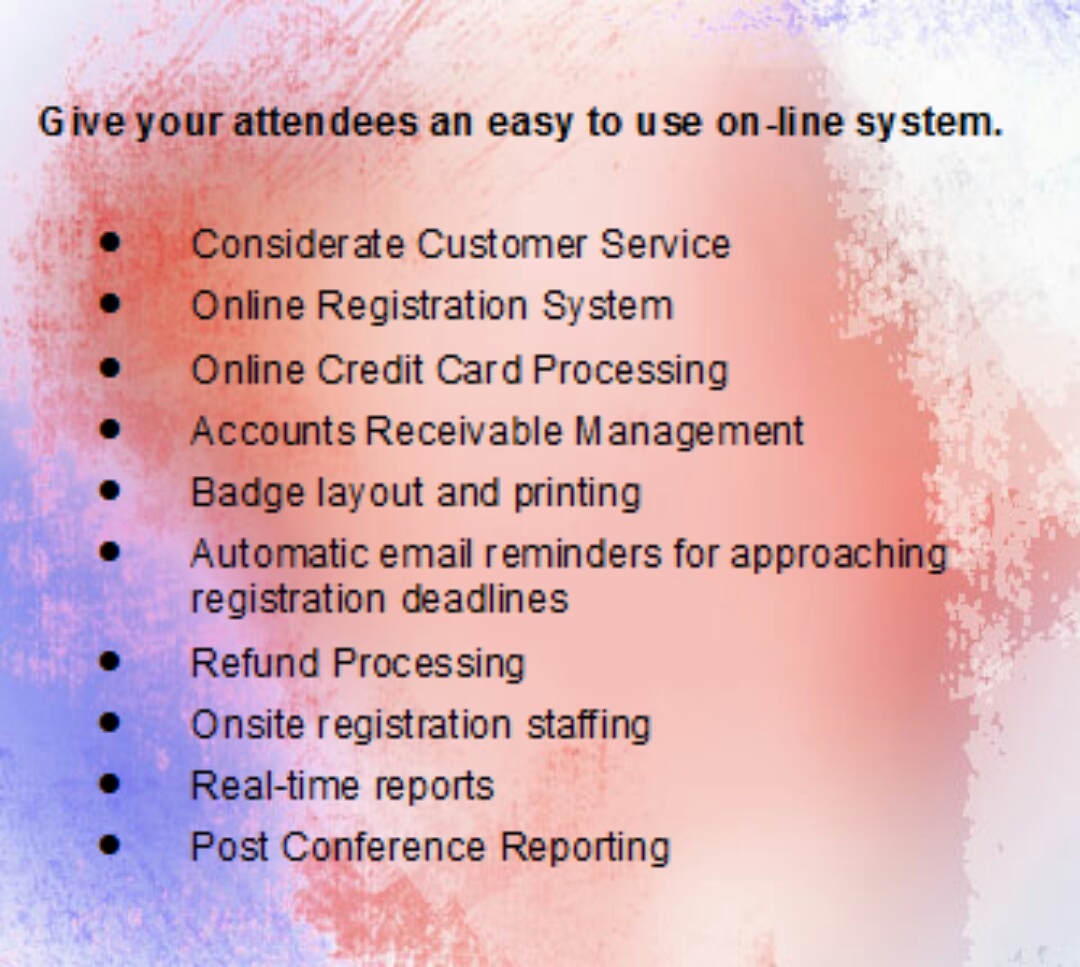 Give your attendees an easy to use on-line system.
• Considerate Customer Service
• Online Registration System
• Online Credit Card Processing
• Accounts Receivable Management
• Badge layout and printing
• Automatic email reminders for approaching
registration deadlines
• Refund Processing
• Onsite registration staffing
• Real-time reports
• Post Conference Reporting